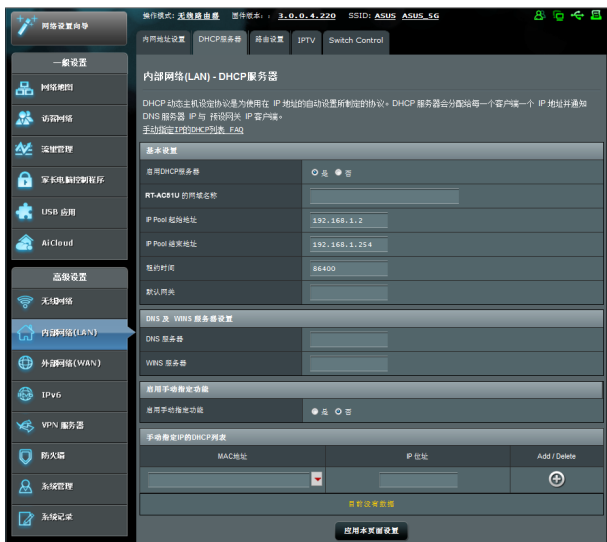 网络设置向导
操作模式: 无线路由器 固件版本: : 3.0.0.4.220 SSID: ASUS ASUS_5G
内网地址设置 DHCP服务器 路由设置 IPTV Switch Control
一般设置
网络地图
访客网络
流量管理
家长电脑控制程序
USB 应用
AiCloud
高级设置
无线网络
内部网络(LAN)
外部网络(WAN)
IPv6
VPN 服务器
防火墙
系统管理
系统记录
内部网络(LAN) - DHCP服务器
DHCP 动态主机设定协议是为使用在 IP 地址的自动设置所制定的协议。DHCP 服务器会分配给每一个客户端一个 IP 地址并通知
DNS 服务器 IP 与 预设网关 IP 客户端。
手动指定IP的DHCP列表 FAQ
基本设置
启用DHCP服务器 是 否
RT-AC51U 的网域名称
IP Pool 起始地址 192.168.1.2
IP Pool 结束地址 192.168.1.254
租约时间 86400
默认网关
DNS 及 WINS 服务器设置
DNS 服务器
WINS 服务器
启用手动指定功能
启用手动指定功能 是 否
手动指定IP的DHCP列表
MAC地址 IP 位址 Add / Delete
目前没有数据
应用本页面设置